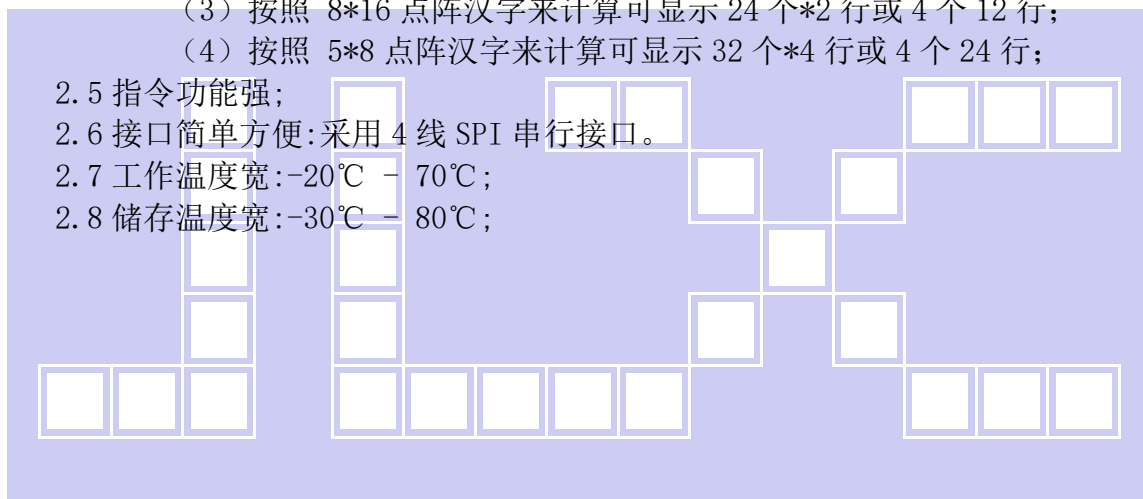 （3）按照 8*16 点阵汉字来计算可显示 24 个*2 行或 4 个 12 行；
（4）按照 5*8 点阵汉字来计算可显示 32 个*4 行或 4 个 24 行；
2.5 指令功能强;
2.6 接口简单方便:采用 4 线 SPI 串行接口。
2.7 工作温度宽:-20℃ - 70℃;
2.8 储存温度宽:-30℃ - 80℃;